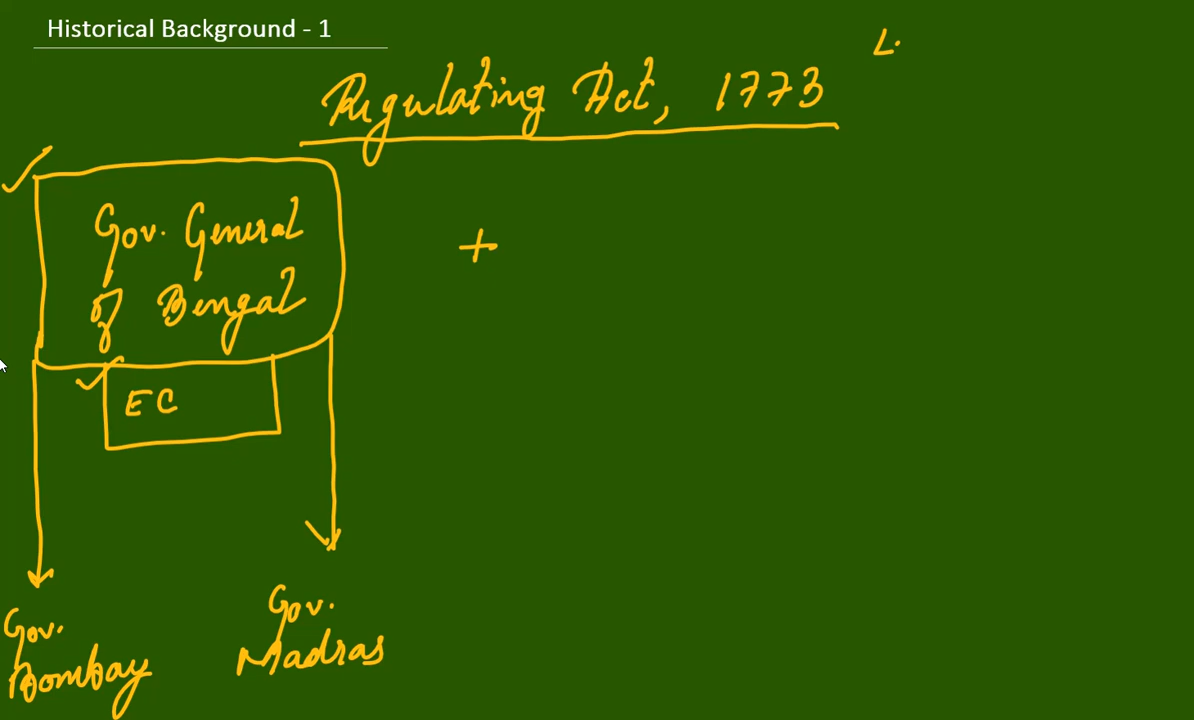 Historical Background - 1
L.
Regulating Act, 1773
Gov. General
of Bengal
+
EC
Gov.
Bombay
Gov.
Madras